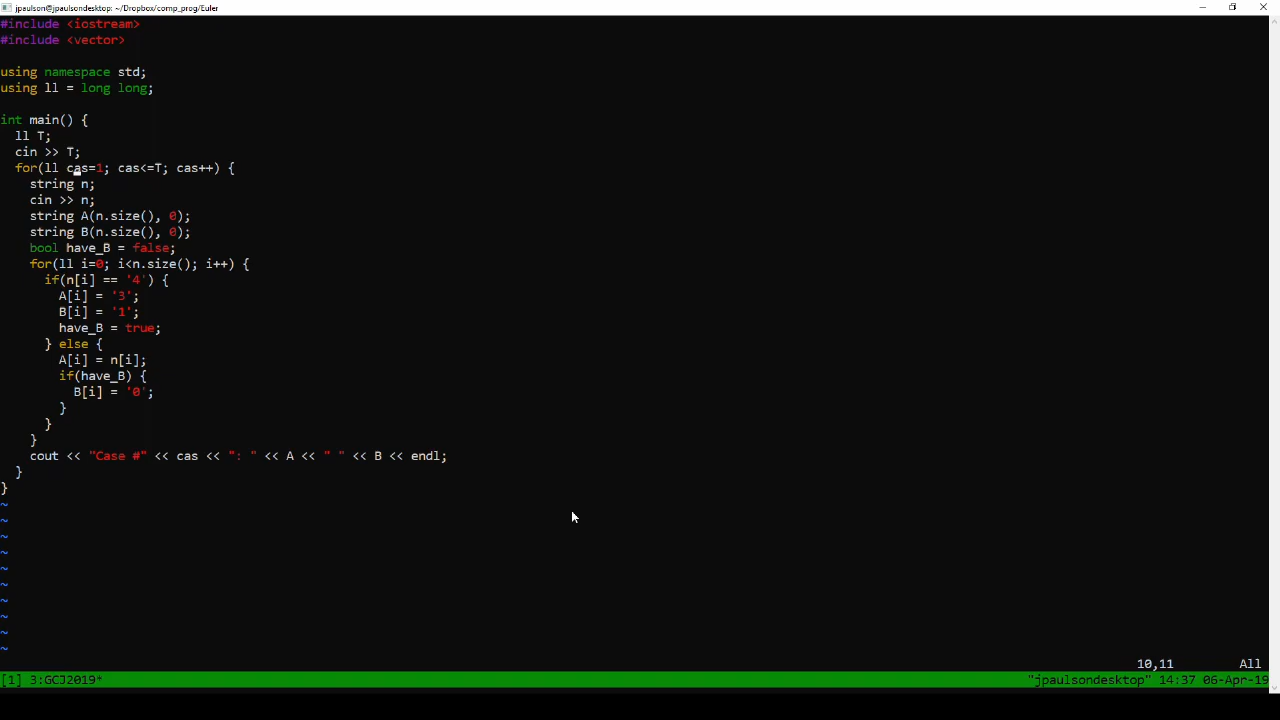 jpaulson@jpaulsondesktop: ~/Dropbox/comp_prog/Euler
#include <iostream>
#include <vector>
using namespace std;
using ll = long long;
int main() {
ll T;
cin >> T;
for(ll cas=1; cas<=T; cas++) {
string n;
cin >> n;
string A(n.size(), 0);
string B(n.size(), 0);
bool have_B = false;
for(ll i=0; i<n.size(); i++) {
if(n[i] == '4') {
A[i] = '3';
B[i] = '1';
have_B = true;
} else {
A[i] = n[i];
if(have_B) {
B[i] = '0';
}
}
}
cout << "Case #" << cas << ": " << A << " " << B << endl;
}
}
~
~
~
~
~
~
~
~
~
~
10,11 All
[1] 3:GCJ2019* "jpaulsondesktop" 14:37 06-Apr-19